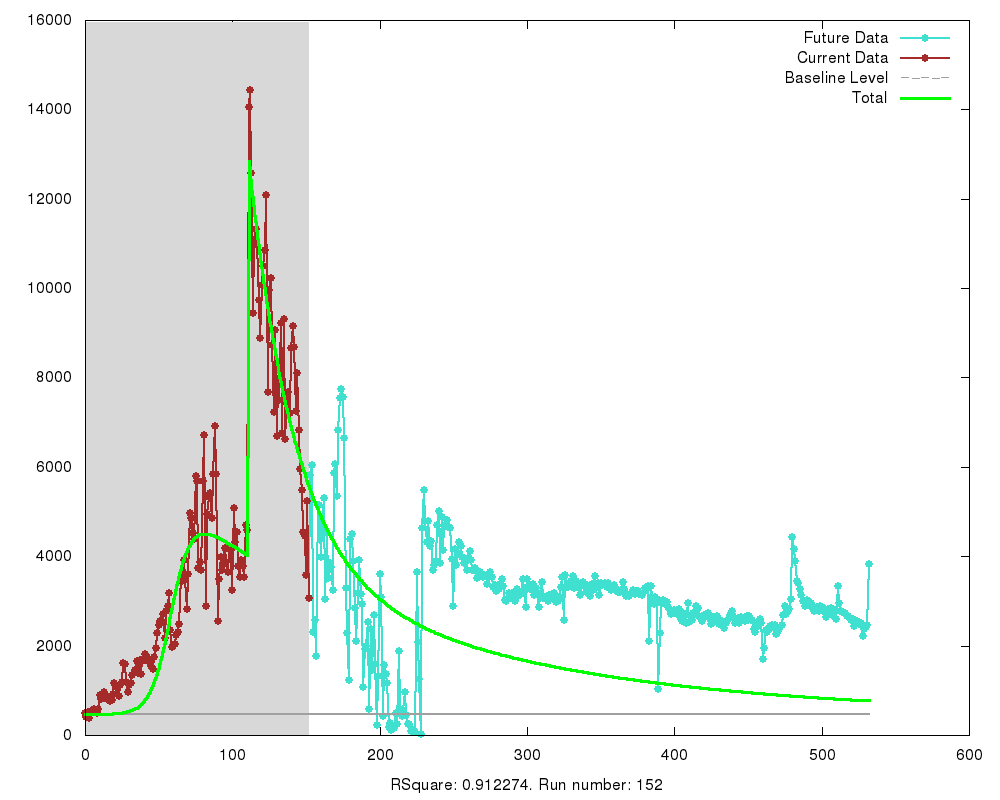 16000
14000
12000
10000
8000
6000
4000
2000
0
Future Data
Current Data
Baseline Level
Total
0 100 200 300 400 500 600
RSquare: 0.912274. Run number: 152